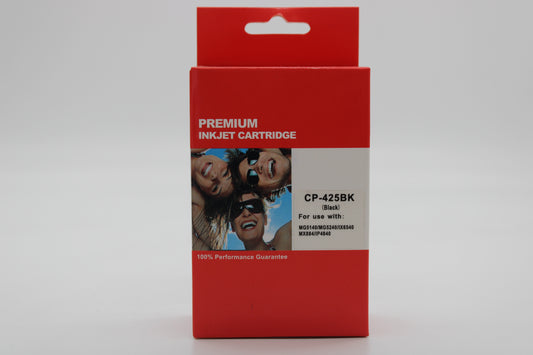 PREMIUM
INKJET CARTRIDGE
CP-425BK
(Black)
For use with:
MG5140/MG5240/IX6540
MX884/IP4840
100% Performance Guarantee